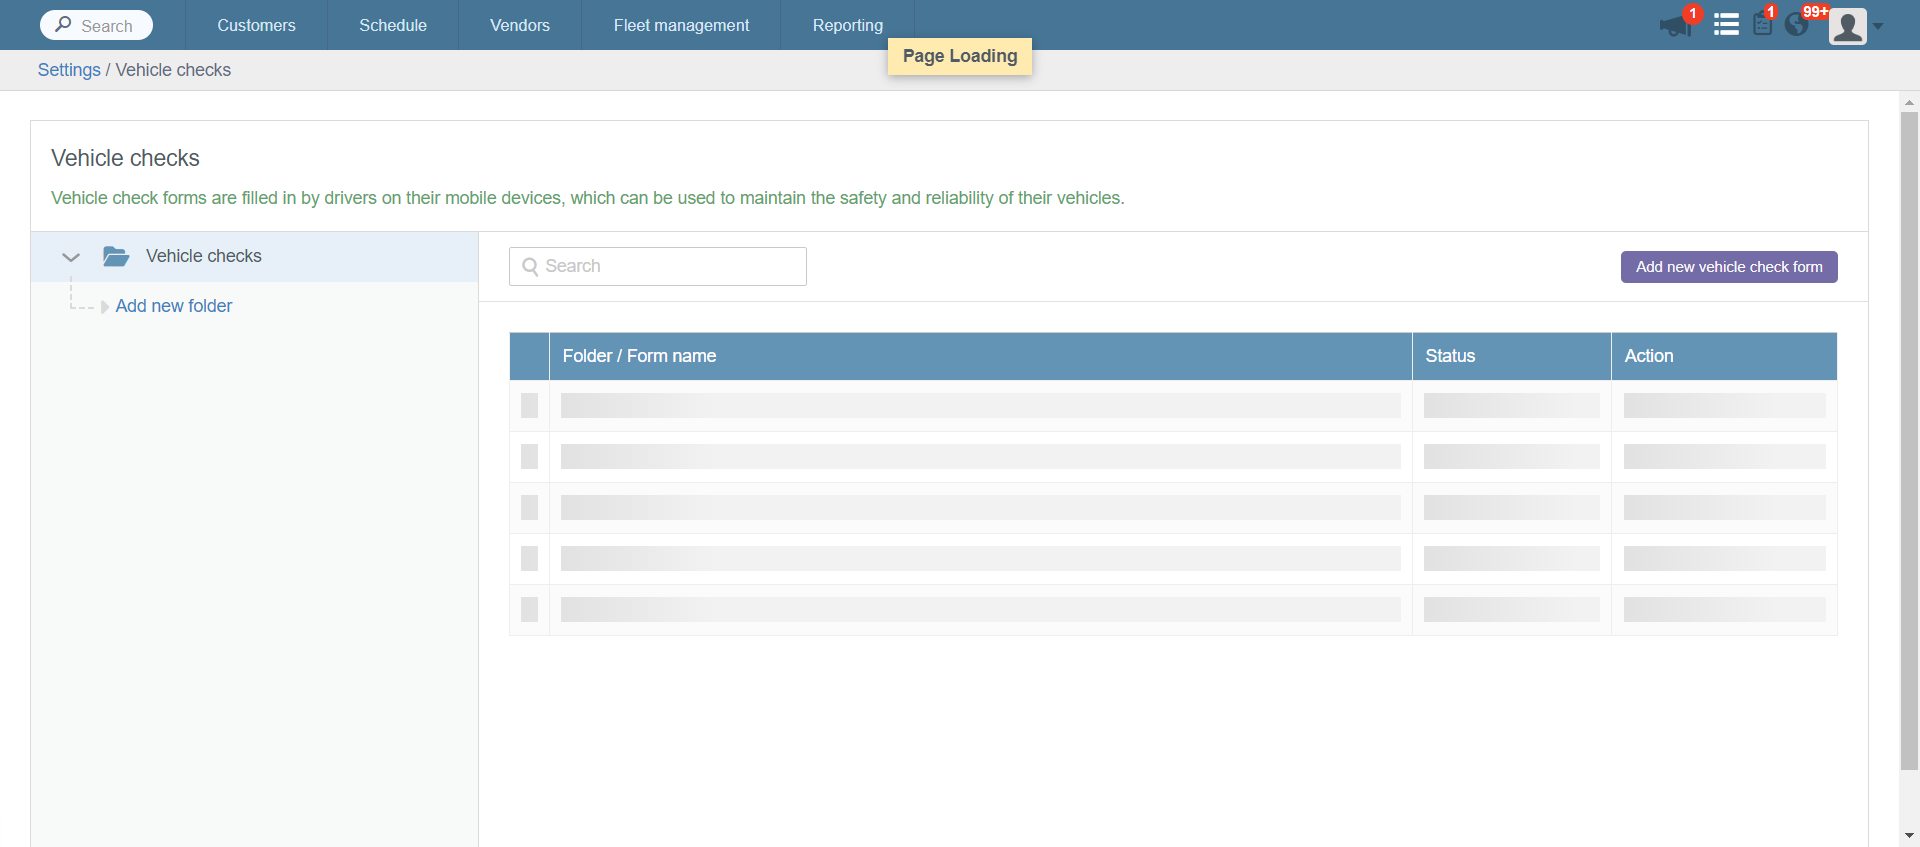 Search
Customers
Schedule
Vendors
Fleet management
Reporting
1
1
99+
Page Loading
Settings / Vehicle checks
Vehicle checks
Vehicle check forms are filled in by drivers on their mobile devices, which can be used to maintain the safety and reliability of their vehicles.
Vehicle checks
Add new folder
Search
Add new vehicle check form
Folder / Form name
Status
Action